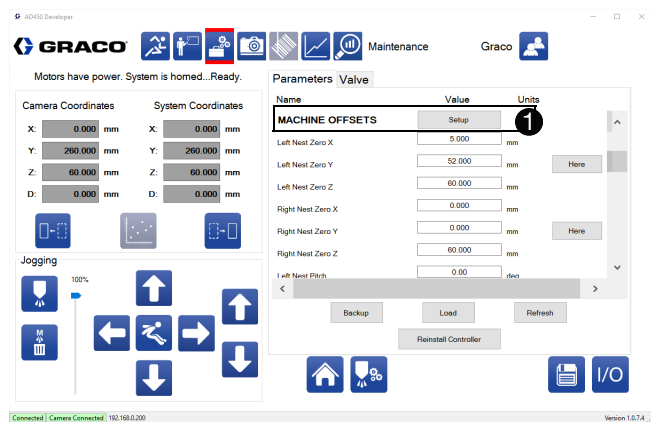 AD450 Developer
GRACO
Maintenance
Graco
Motors have power. System is homed...Ready.
Parameters Valve
Camera Coordinates System Coordinates
X: 0.000 mm X: 0.000 mm
Y: 260.000 mm Y: 260.000 mm
Z: 60.000 mm Z: 60.000 mm
D: 0.000 mm D: 0.000 mm
Name Value Units
MACHINE OFFSETS Setup 1
Left Nest Zero X 5.000 mm
Left Nest Zero Y 52.000 mm Here
Left Nest Zero Z 60.000 mm
Right Nest Zero X 0.000 mm
Right Nest Zero Y 0.000 mm Here
Right Nest Zero Z 60.000 mm
Left Nest Pitch 0.00 deg
Jogging
100%
M
Backup Load Refresh
Reinstall Controller
I/O
Connected Camera Connected 192.168.0.200 Version 1.0.7.4